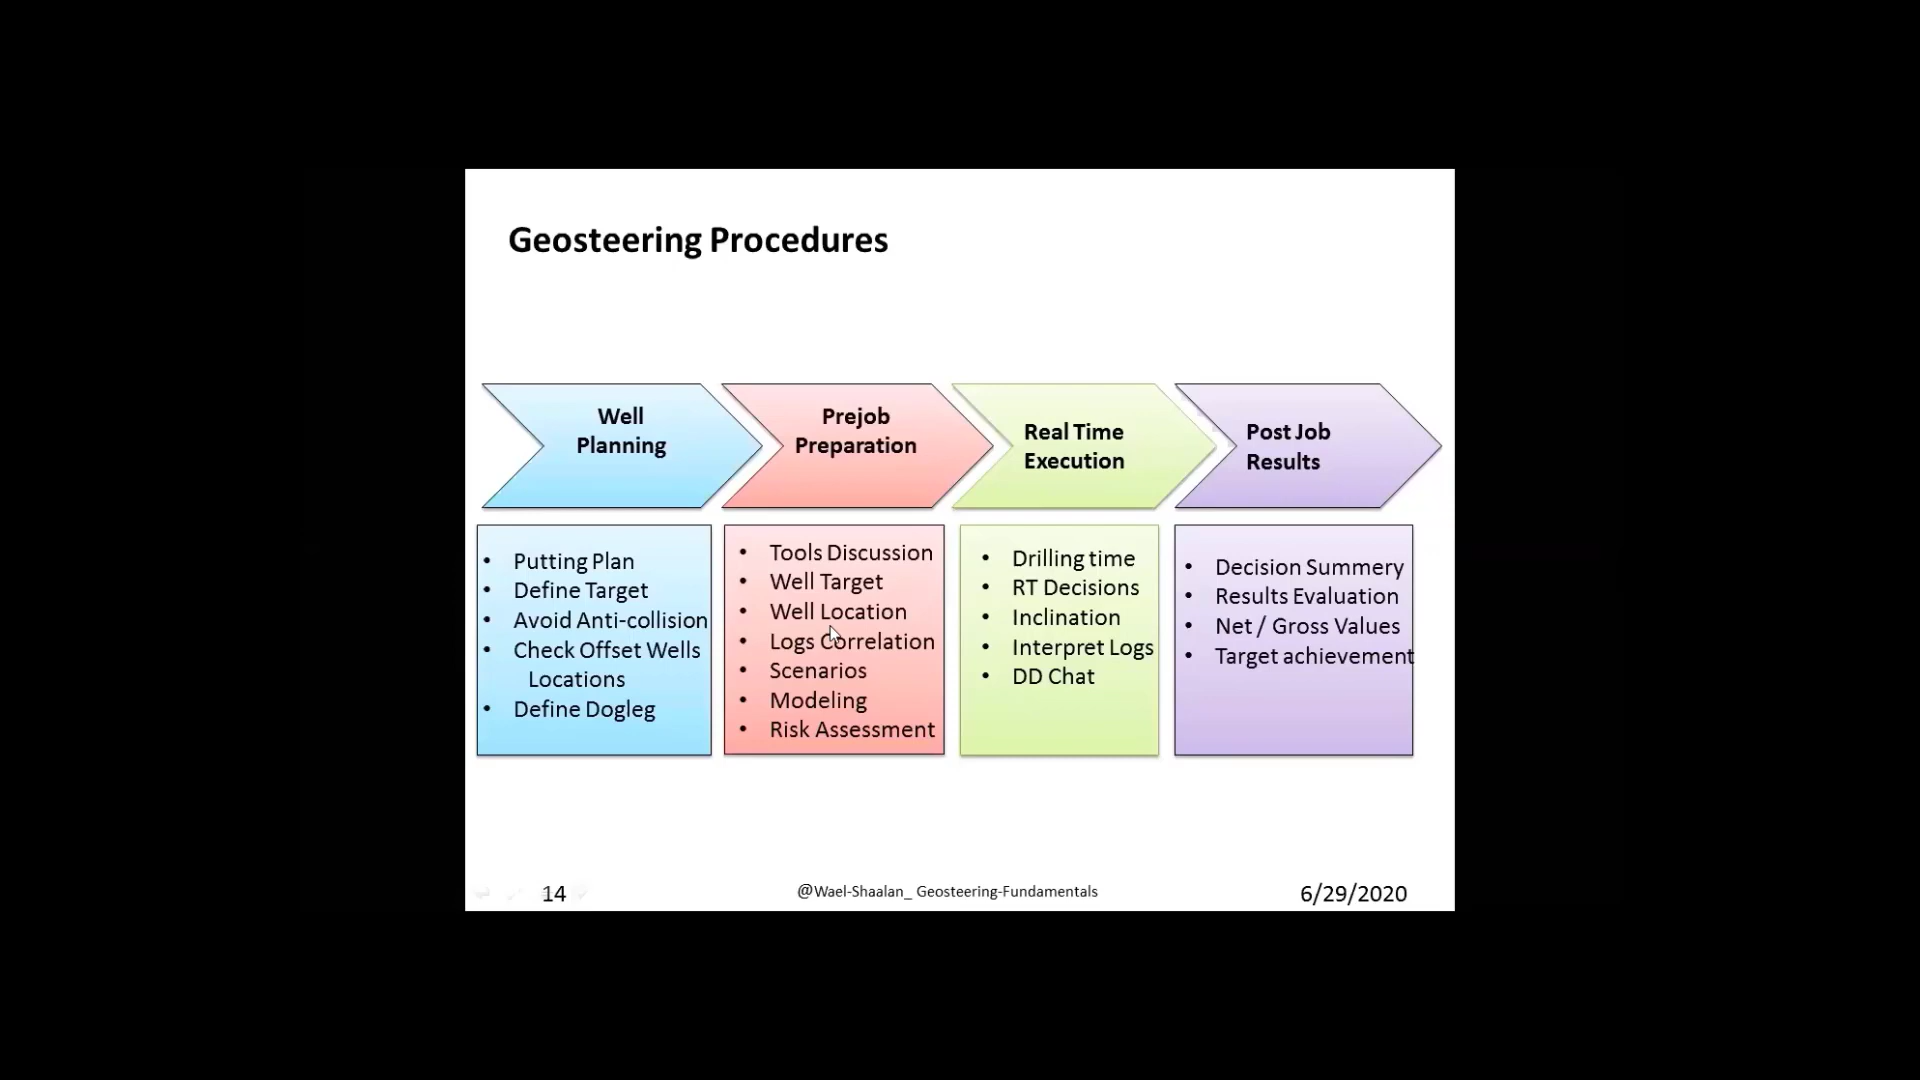 Geosteering Procedures
Well
Planning
Prejob
Preparation
Real Time
Execution
Post Job
Results
• Putting Plan
• Define Target
• Avoid Anti-collision
• Check Offset Wells
Locations
• Define Dogleg
• Tools Discussion
• Well Target
• Well Location
• Logs Correlation
• Scenarios
• Modeling
• Risk Assessment
• Drilling time
• RT Decisions
• Inclination
• Interpret Logs
• DD Chat
• Decision Summery
• Results Evaluation
• Net / Gross Values
• Target achievement
14
@Wael-Shaalan_ Geosteering-Fundamentals
6/29/2020